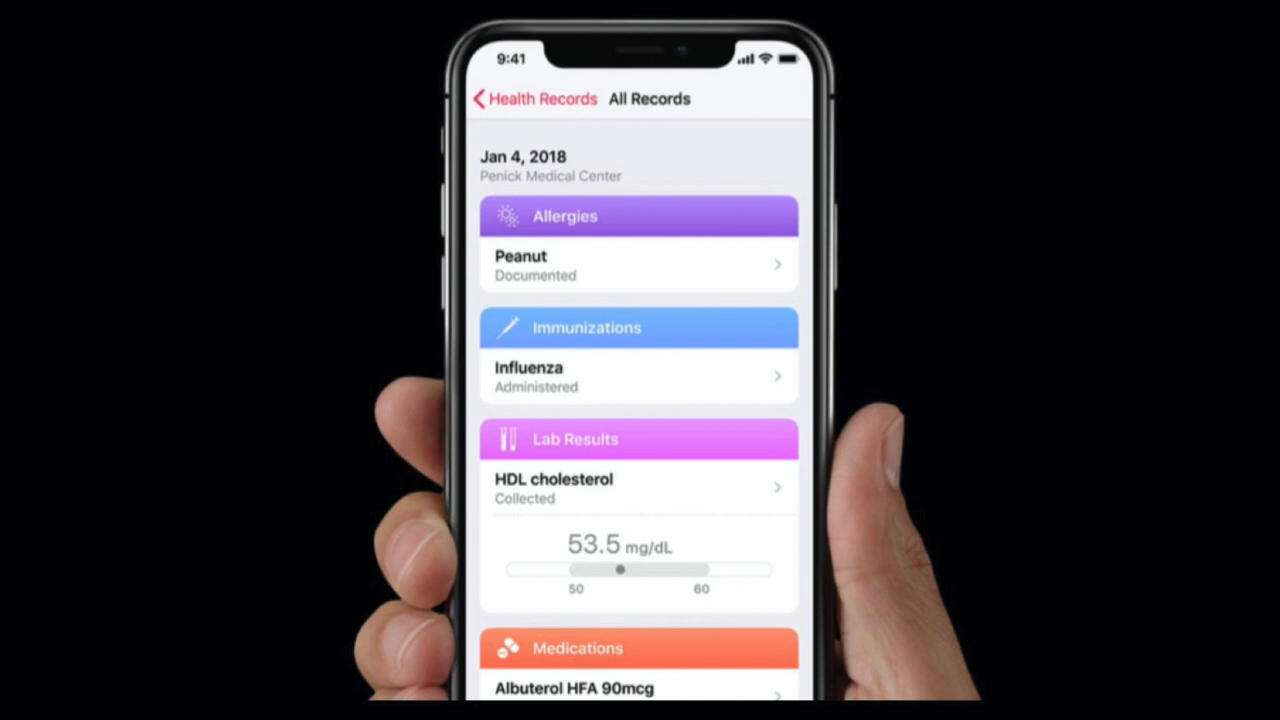 9:41
Health Records All Records
Jan 4, 2018
Penick Medical Center
Allergies
Peanut
Documented
Immunizations
Influenza
Administered
Lab Results
HDL cholesterol
Collected
53.5 mg/dL
50 60
Medications
Albuterol HFA 90mcg